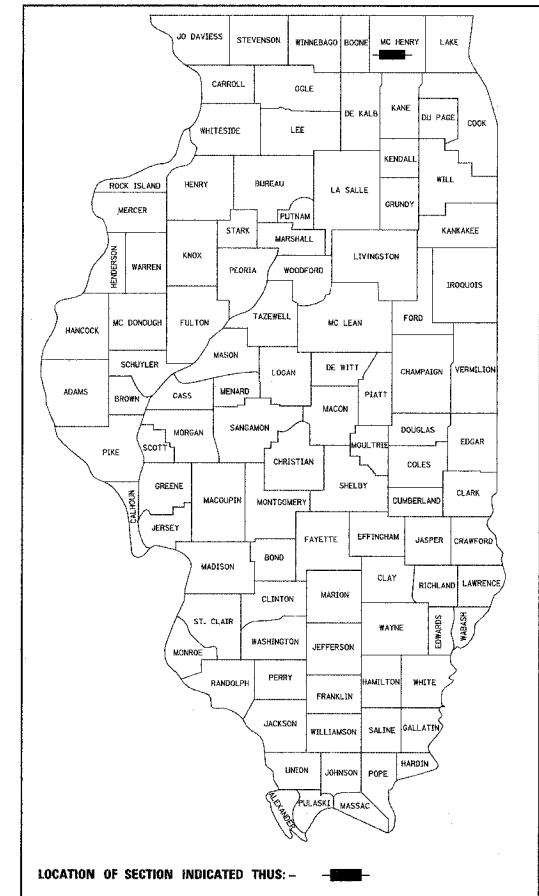 JO DAVIESS STEVENSON WINNEBAGO BOONE MC HENRY LAKE
CARROLL OGLE DE KALB KANE DU PAGE COOK
WHITESIDE LEE
KENDALL WILL
ROCK ISLAND HENRY BUREAU LA SALLE GRUNDY
MERCER PUTNAM KANKAKEE
STARK MARSHALL LIVINGSTON
HENDERSON WARREN KNOX PEORIA WOODFORD IROQUOIS
HANCOCK MC DONOUGH FULTON TAZEWELL MC LEAN FORD
MASON
SCHUYLER LOGAN DE WITT CHAMPAIGN VERMILION
ADAMS BROWN CASS MENARD PIATT
MACON
MORGAN SANGAMON DOUGLAS
PIKE SCOTT CHRISTIAN MOULTRIE COLES EDGAR
GREENE MACOUPIN SHELBY
CALHOUN MONTGOMERY CUMBERLAND CLARK
JERSEY FAYETTE EFFINGHAM JASPER CRAWFORD
MADISON BOND
CLAY RICHLAND LAWRENCE
CLINTON MARION
ST. CLAIR WAYNE EDWARDS WABASH
WASHINGTON JEFFERSON
MONROE
RANDOLPH PERRY HAMILTON WHITE
FRANKLIN
JACKSON WILLIAMSON SALINE GALLATIN
UNION JOHNSON POPE HARDIN
ALEXANDER PULASKI MASSAC
LOCATION OF SECTION INDICATED THUS: -